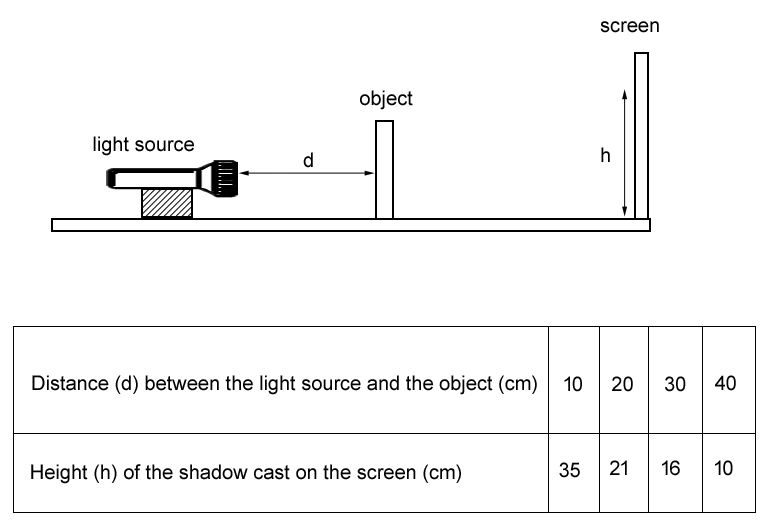 screen
object
light source
d
h
Distance (d) between the light source and the object (cm) 10 20 30 40
Height (h) of the shadow cast on the screen (cm) 35 21 16 10